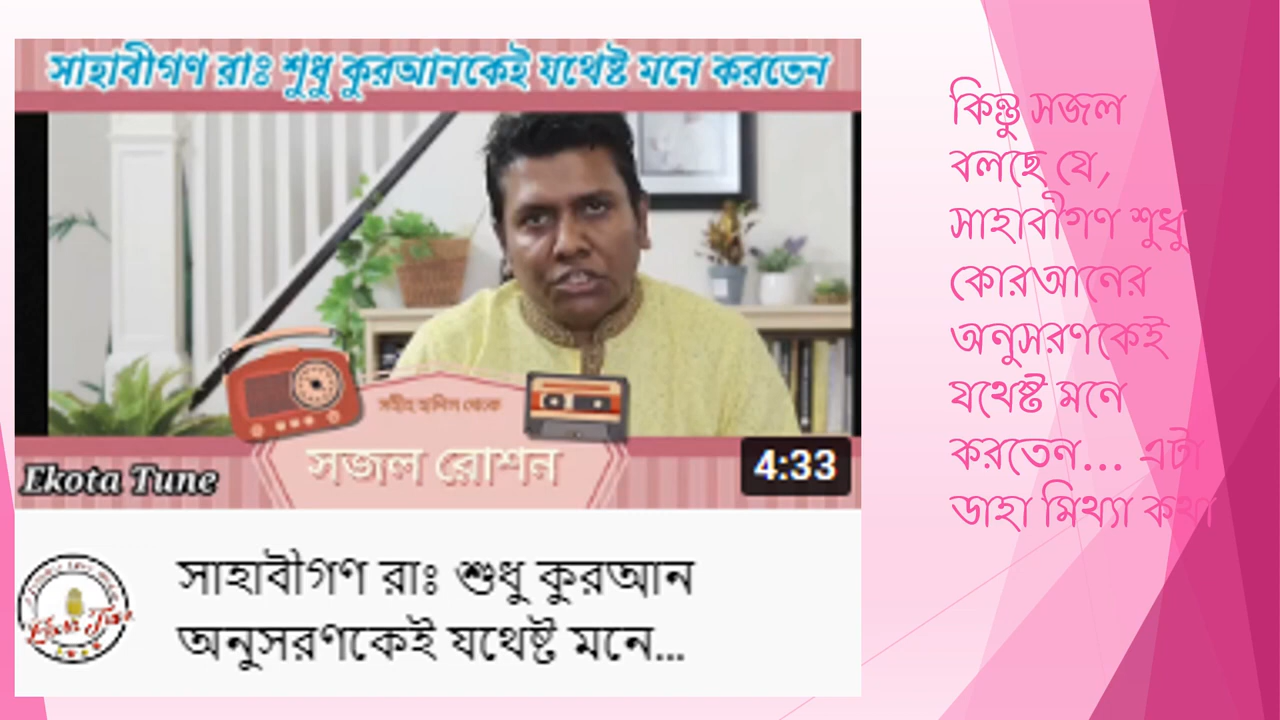 সাহাবীগণ রাঃ শুধু কুরআনকেই যথেষ্ট মনে করতেন
সহীহ হাদিস থেকে
সজল রোশন
Ekota Tune
4:33
সাহাবীগণ রাঃ শুধু কুরআন
অনুসরণকেই যথেষ্ট মনে...
কিন্তু সজল
বলছে যে,
সাহাবীগণ শুধু
কোরআনের
অনুসরণকেই
যথেষ্ট মনে
করতেন... এটা
ডাহা মিথ্যা কথা